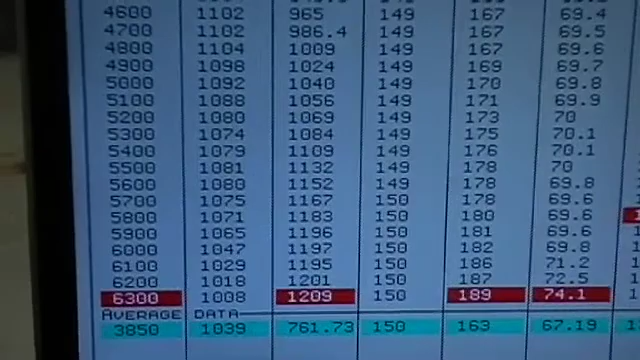 4600 1102 965 149 167 69.4
4700 1102 986.4 149 167 69.5
4800 1104 1009 149 167 69.6
4900 1098 1024 149 169 69.7
5000 1092 1040 149 170 69.8
5100 1088 1056 149 171 69.9
5200 1080 1069 149 173 70
5300 1074 1084 149 175 70.1
5400 1079 1109 149 176 70.1
5500 1081 1132 149 178 70
5600 1080 1152 149 178 69.8
5700 1075 1167 150 178 69.6
5800 1071 1183 150 180 69.6
5900 1065 1196 150 181 69.6
6000 1047 1197 150 182 69.8
6100 1029 1195 150 186 71.2
6200 1018 1201 150 187 72.5
6300 1008 1209 150 189 74.1
AVERAGE DATA
3850 1039 761.73 150 163 67.19